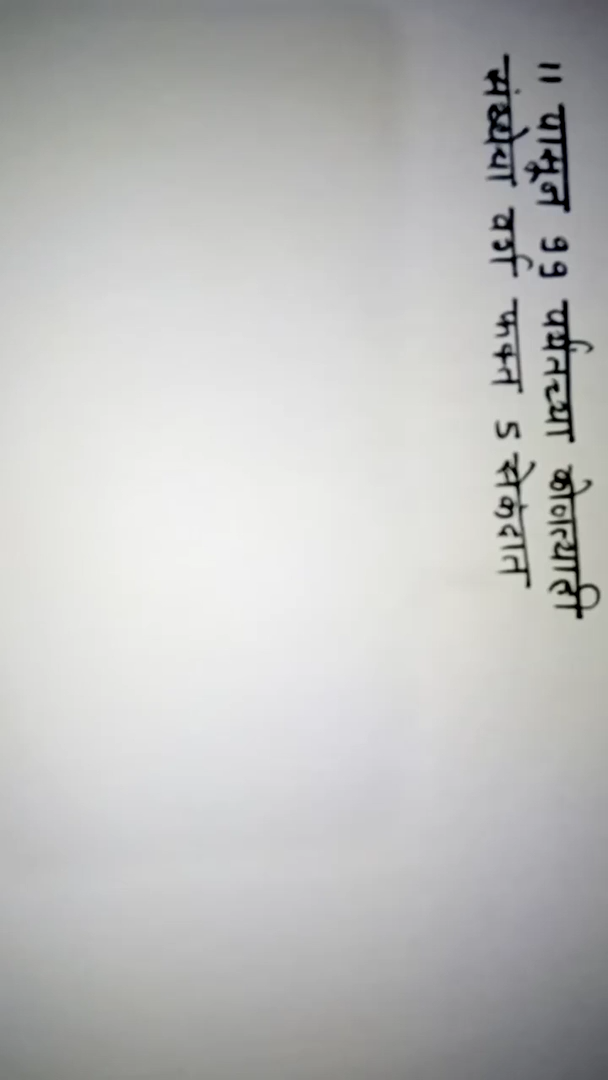 11 पासून 99 पर्यंतच्या कोणत्याही
संख्येचा वर्ग फक्त 5 सेकंदात